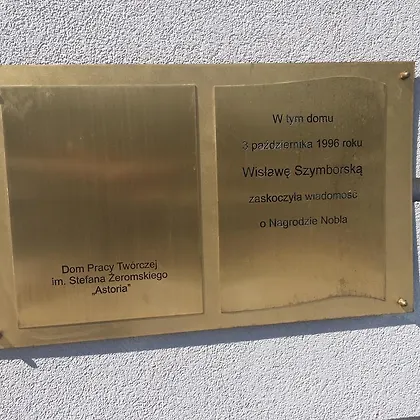 Dom Pracy Twórczej
im. Stefana Żeromskiego
„Astoria”
W tym domu
3 października 1996 roku
Wisławę Szymborską
zaskoczyła wiadomość
o Nagrodzie Nobla